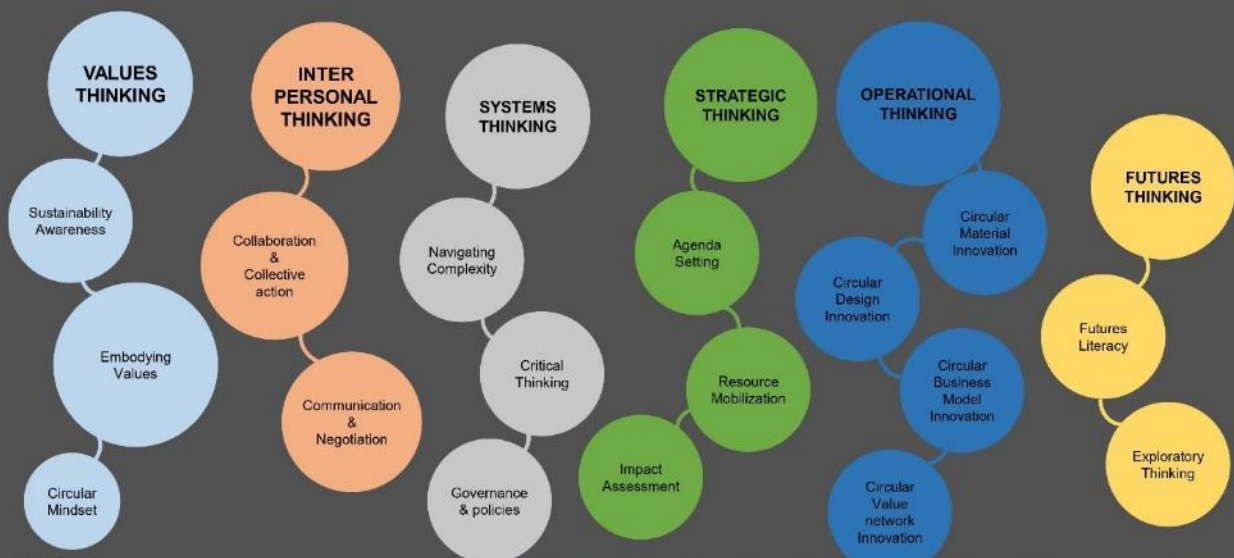 VALUES
THINKING
Sustainability
Awareness
Embodying
Values
Circular
Mindset
INTER
PERSONAL
THINKING
Collaboration
&
Collective
action
Communication
&
Negotiation
SYSTEMS
THINKING
Navigating
Complexity
Critical
Thinking
Governance
& policies
STRATEGIC
THINKING
Agenda
Setting
Resource
Mobilization
Impact
Assessment
OPERATIONAL
THINKING
Circular
Material
Innovation
Circular
Design
Innovation
Circular
Business
Model
Innovation
Circular
Value
network
Innovation
FUTURES
THINKING
Futures
Literacy
Exploratory
Thinking